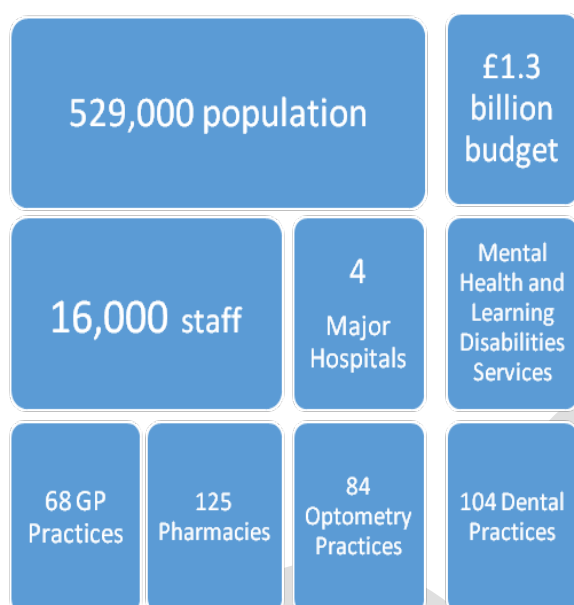 529,000 population
£1.3
billion
budget
16,000 staff
4
Major
Hospitals
Mental
Health and
Learning
Disabilities
Services
68 GP
Practices
125
Pharmacies
84
Optometry
Practices
104 Dental
Practices